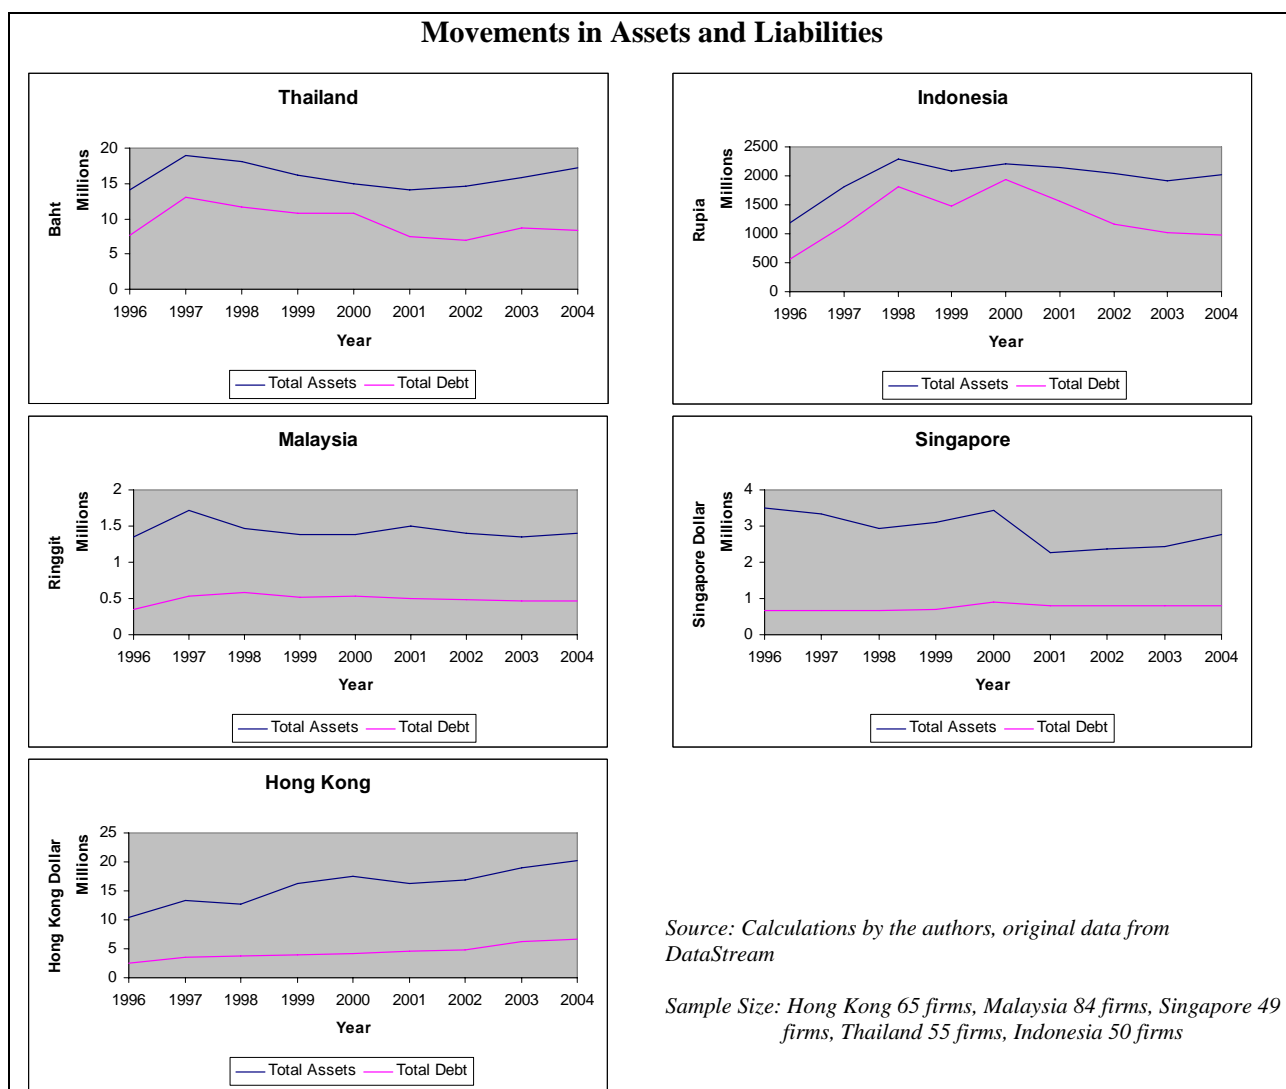 Movements in Assets and Liabilities
Thailand
Baht
Millions
20
15
10
5
0
1996 1997 1998 1999 2000 2001 2002 2003 2004
Year
Total Assets Total Debt
Indonesia
Rupia
Millions
2500
2000
1500
1000
500
0
1996 1997 1998 1999 2000 2001 2002 2003 2004
Year
Total Assets Total Debt
Malaysia
Ringgit
Millions
2
1.5
1
0.5
0
1996 1997 1998 1999 2000 2001 2002 2003 2004
Year
Total Assets Total Debt
Singapore
Singapore Dollar
Millions
4
3
2
1
0
1996 1997 1998 1999 2000 2001 2002 2003 2004
Year
Total Assets Total Debt
Hong Kong
Hong Kong Dollar
Millions
25
20
15
10
5
0
1996 1997 1998 1999 2000 2001 2002 2003 2004
Year
Total Assets Total Debt
Source: Calculations by the authors, original data from
DataStream
Sample Size: Hong Kong 65 firms, Malaysia 84 firms, Singapore 49
firms, Thailand 55 firms, Indonesia 50 firms